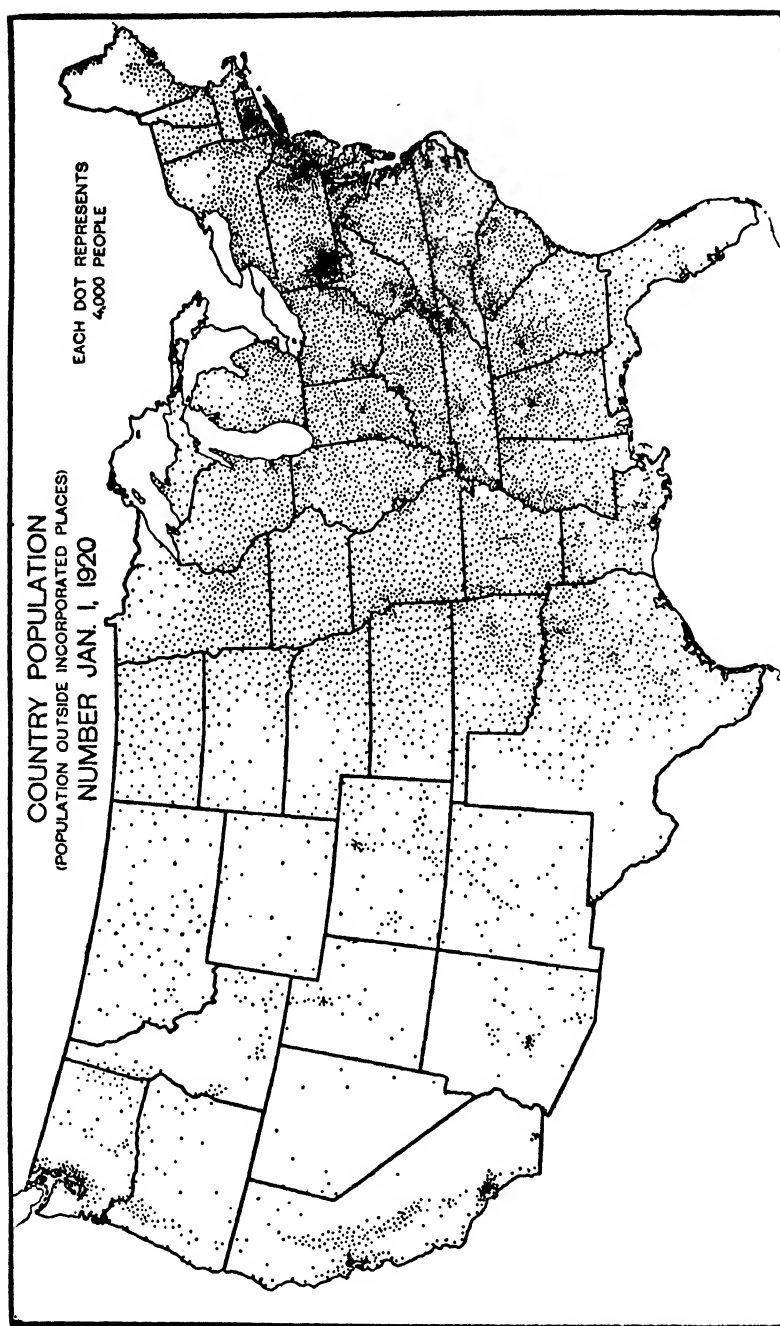 COUNTRY POPULATION
(POPULATION OUTSIDE INCORPORATED PLACES)
NUMBER JAN. 1, 1920
EACH DOT REPRESENTS
4,000 PEOPLE